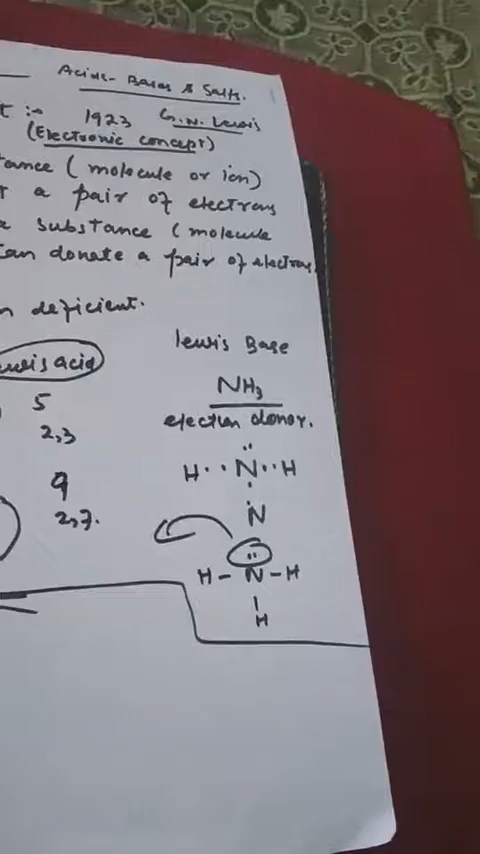 Acids-Bases & Salts.
t :- 1923 G.N. Lewis
(Electronic concept)
tance (molecule or ion)
t a pair of electrons
a substance (molecule
can donate a pair of electrons
n deficient.
ewis acid
Lewis Base
5
NH3
2,3
electron donor.
H··N··H
9
2,7.
N
H-N-H
H